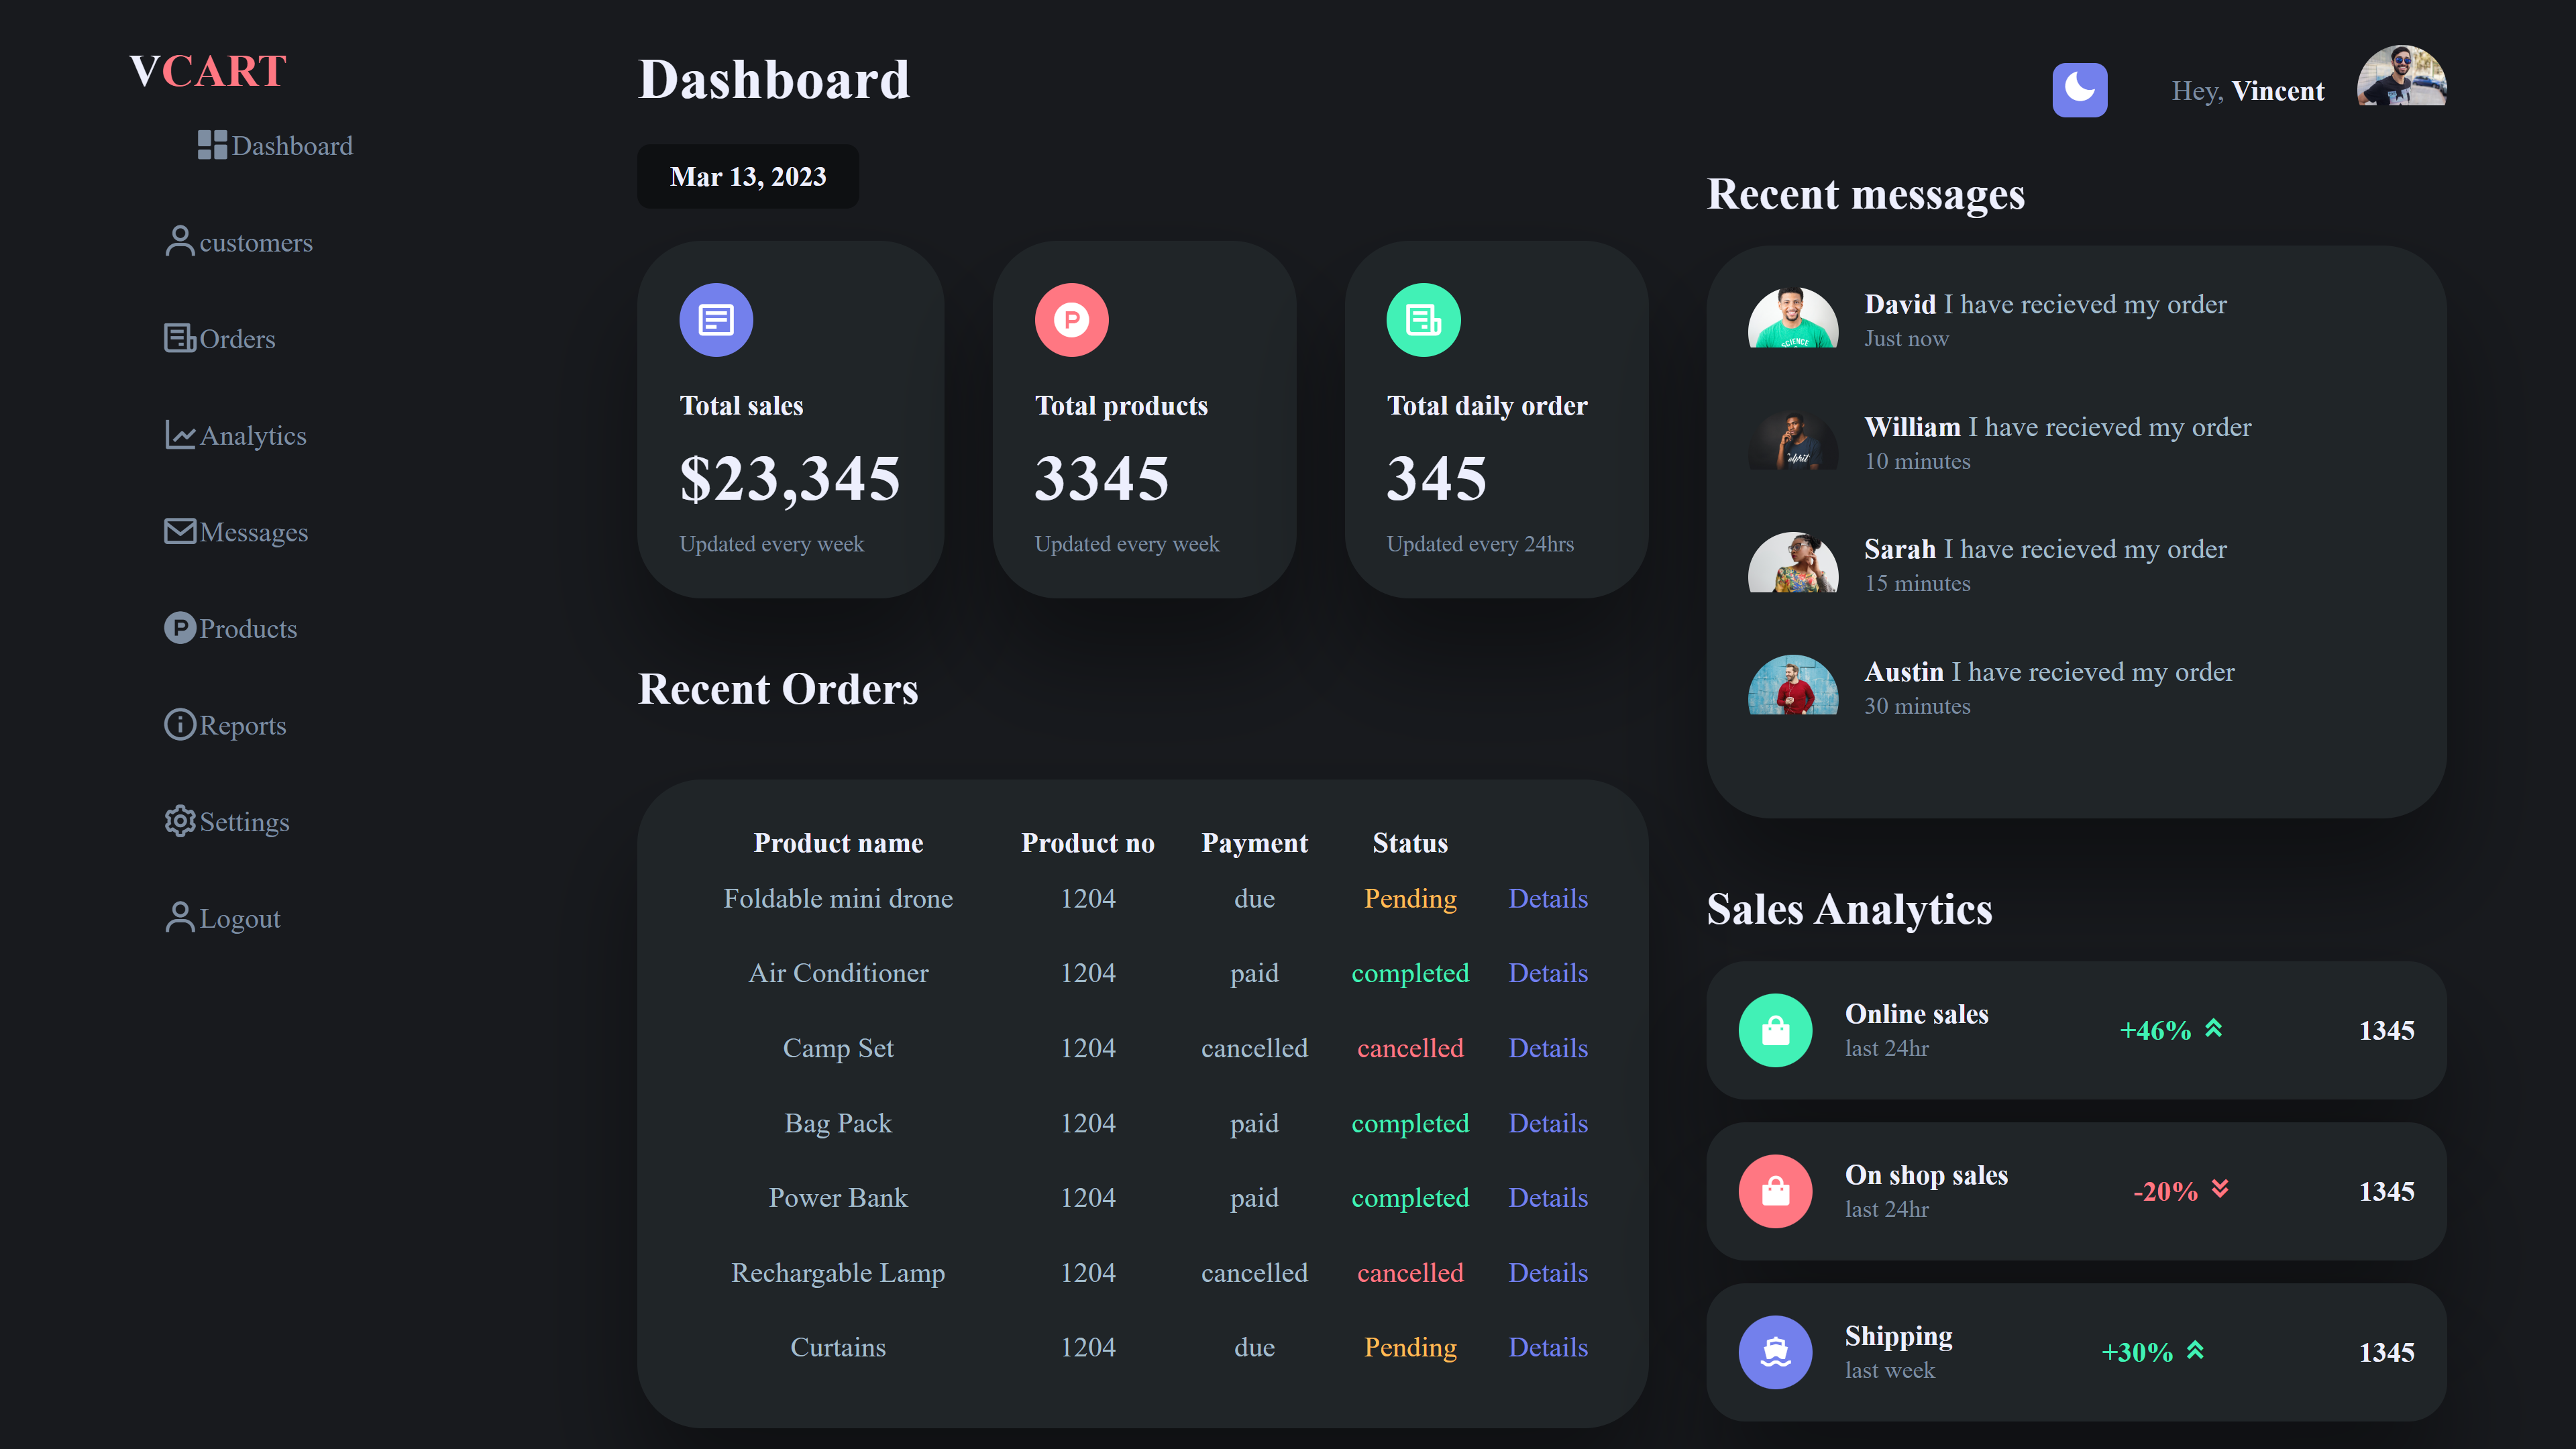 VCART
Dashboard
customers
Orders
Analytics
Messages
Products
Reports
Settings
Logout
Dashboard
Mar 13, 2023
Total sales
$23,345
Updated every week
P
Total products
3345
Updated every week
Total daily order
345
Updated every 24hrs
Recent Orders
Product name Product no Payment Status
Foldable mini drone 1204 due Pending Details
Air Conditioner 1204 paid completed Details
Camp Set 1204 cancelled cancelled Details
Bag Pack 1204 paid completed Details
Power Bank 1204 paid completed Details
Rechargable Lamp 1204 cancelled cancelled Details
Curtains 1204 due Pending Details
Hey, Vincent
Recent messages
David I have recieved my order
Just now
SCIENCE
William I have recieved my order
10 minutes
Sarah I have recieved my order
15 minutes
Austin I have recieved my order
30 minutes
Sales Analytics
Online sales
last 24hr
+46%
1345
On shop sales
last 24hr
-20%
1345
Shipping
last week
+30%
1345